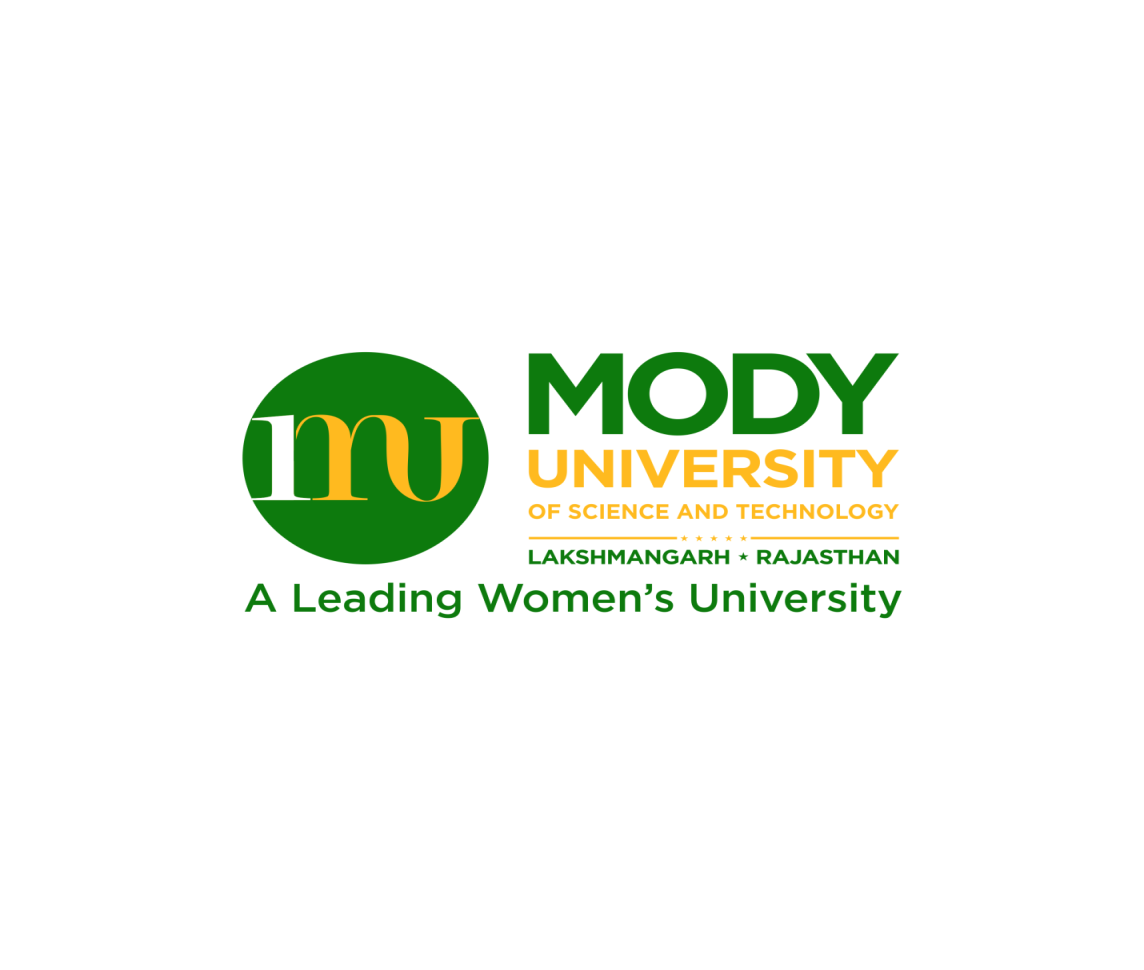 mu
MODY
UNIVERSITY
OF SCIENCE AND TECHNOLOGY
LAKSHMANGARH ★ RAJASTHAN
A Leading Women’s University